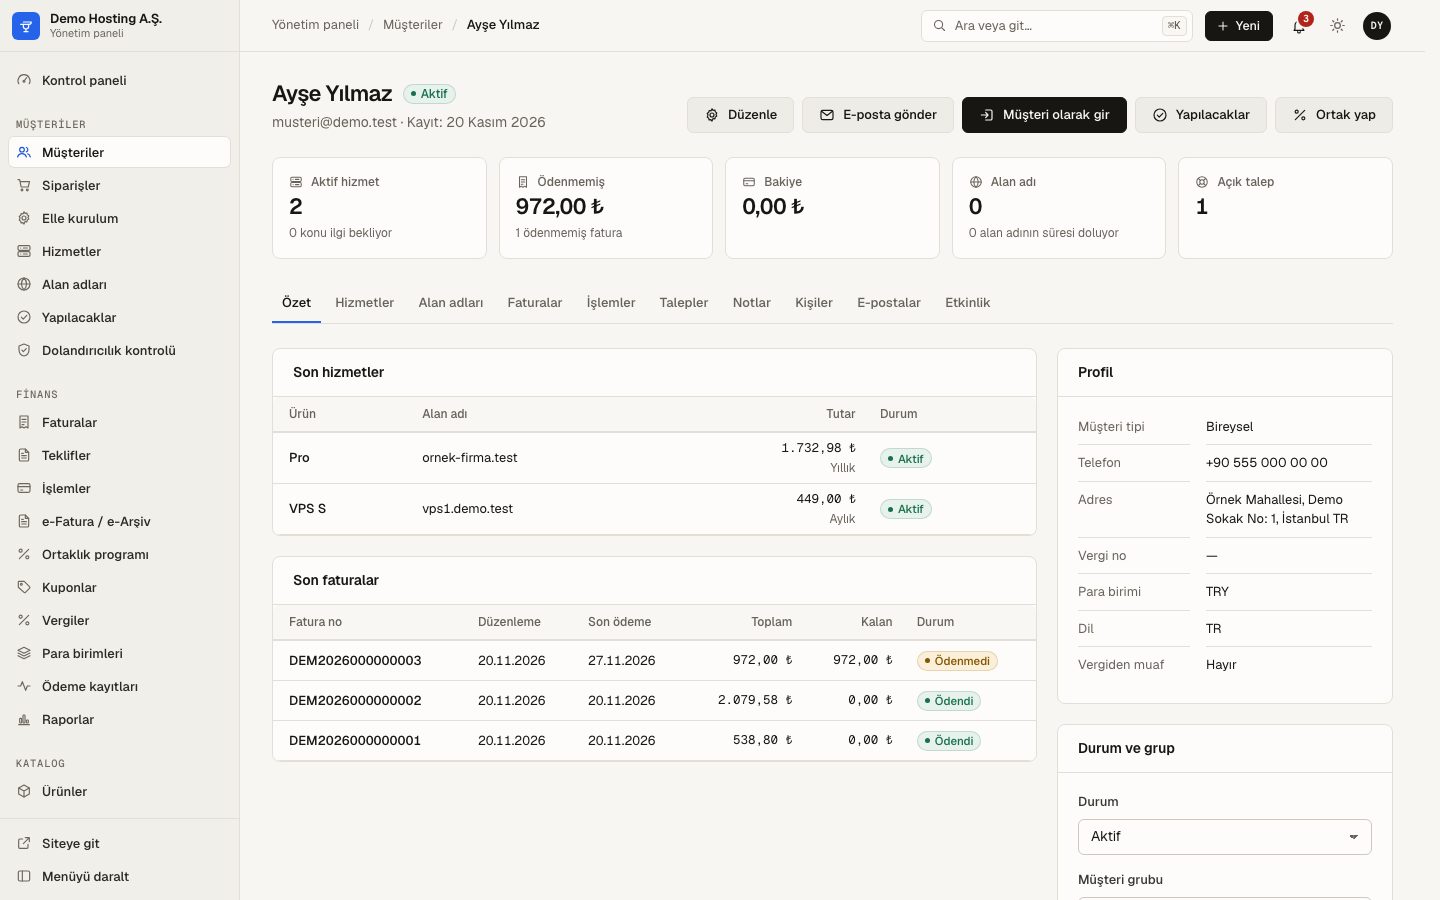 Demo Hosting A.Ş.
Yönetim paneli
Kontrol paneli
MÜŞTERİLER
Müşteriler
Siparişler
Elle kurulum
Hizmetler
Alan adları
Yapılacaklar
Dolandırıcılık kontrolü
FİNANS
Faturalar
Teklifler
İşlemler
e-Fatura / e-Arşiv
Ortaklık programı
Kuponlar
Vergiler
Para birimleri
Ödeme kayıtları
Raporlar
KATALOG
Ürünler
Siteye git
Menüyü daralt
Yönetim paneli / Müşteriler / Ayşe Yılmaz
Ara veya git... ⌘K
+ Yeni
3
DY
Ayşe Yılmaz Aktif
musteri@demo.test · Kayıt: 20 Kasım 2026
Düzenle E-posta gönder Müşteri olarak gir Yapılacaklar Ortak yap
Aktif hizmet
2
0 konu ilgi bekliyor
Ödenmemiş
972,00 ₺
1 ödenmemiş fatura
Bakiye
0,00 ₺
Alan adı
0
0 alan adının süresi doluyor
Açık talep
1
Özet Hizmetler Alan adları Faturalar İşlemler Talepler Notlar Kişiler E-postalar Etkinlik
Son hizmetler
Ürün Alan adı Tutar Durum
Pro ornek-firma.test 1.732,98 ₺ Aktif
Yıllık
VPS S vps1.demo.test 449,00 ₺ Aktif
Aylık
Son faturalar
Fatura no Düzenleme Son ödeme Toplam Kalan Durum
DEM2026000000003 20.11.2026 27.11.2026 972,00 ₺ 972,00 ₺ Ödenmedi
DEM2026000000002 20.11.2026 20.11.2026 2.079,58 ₺ 0,00 ₺ Ödendi
DEM2026000000001 20.11.2026 20.11.2026 538,80 ₺ 0,00 ₺ Ödendi
Profil
Müşteri tipi Bireysel
Telefon +90 555 000 00 00
Adres Örnek Mahallesi, Demo
Sokak No: 1, İstanbul TR
Vergi no —
Para birimi TRY
Dil TR
Vergiden muaf Hayır
Durum ve grup
Durum
Aktif
Müşteri grubu